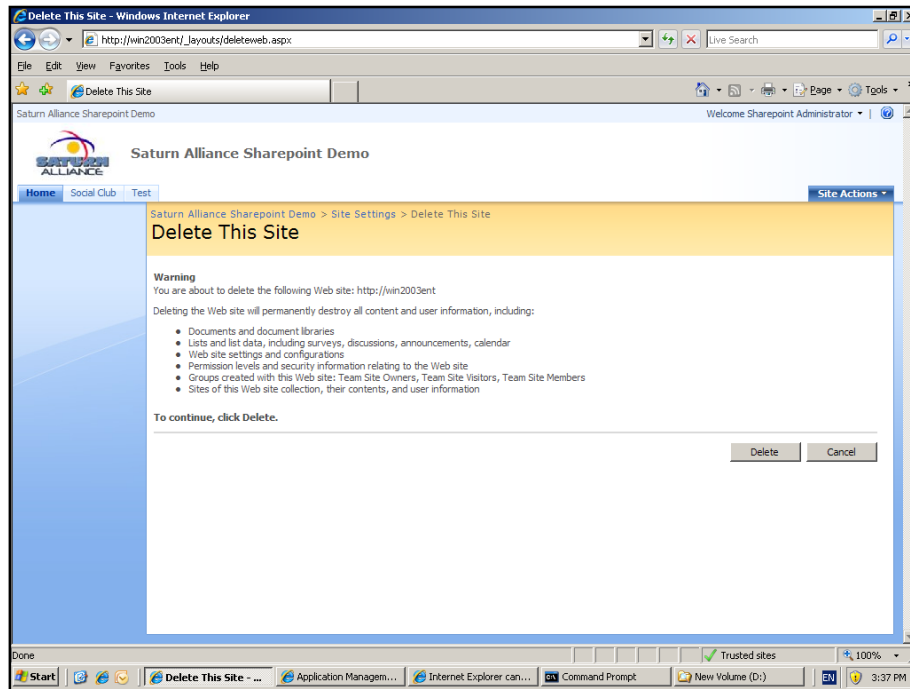 Delete This Site - Windows Internet Explorer
http://win2003ent/_layouts/deleteweb.aspx
Live Search
File Edit View Favorites Tools Help
Delete This Site
Page Tools
Saturn Alliance Sharepoint Demo
Welcome Sharepoint Administrator
SATURN
ALLIANCE
Saturn Alliance Sharepoint Demo
Home Social Club Test
Site Actions
Saturn Alliance Sharepoint Demo > Site Settings > Delete This Site
Delete This Site
Warning
You are about to delete the following Web site: http://win2003ent
Deleting the Web site will permanently destroy all content and user information, including:
Documents and document libraries
Lists and list data, including surveys, discussions, announcements, calendar
Web site settings and configurations
Permission levels and security information relating to the Web site
Groups created with this Web site: Team Site Owners, Team Site Visitors, Team Site Members
Sites of this Web site collection, their contents, and user information
To continue, click Delete.
Delete Cancel
Done
Trusted sites
100%
Start
Delete This Site - ...
Application Managem...
Internet Explorer can...
Command Prompt
New Volume (D:)
EN
3:37 PM